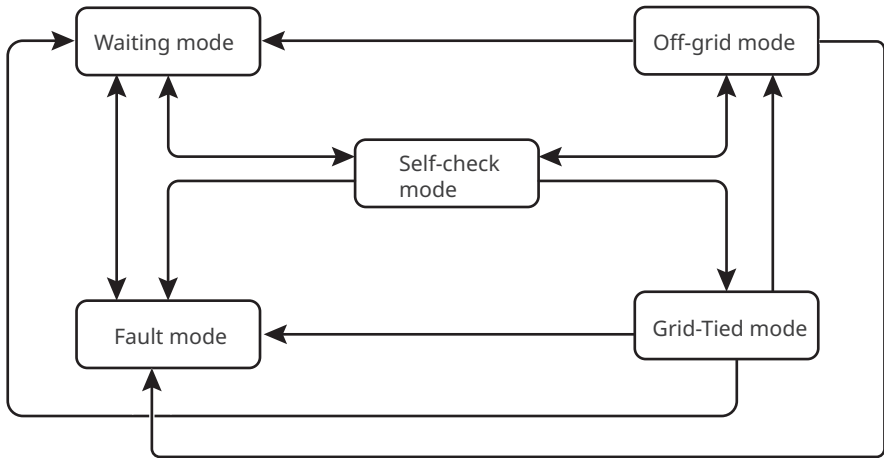 Waiting mode
Off-grid mode
Self-check
mode
Fault mode
Grid-Tied mode